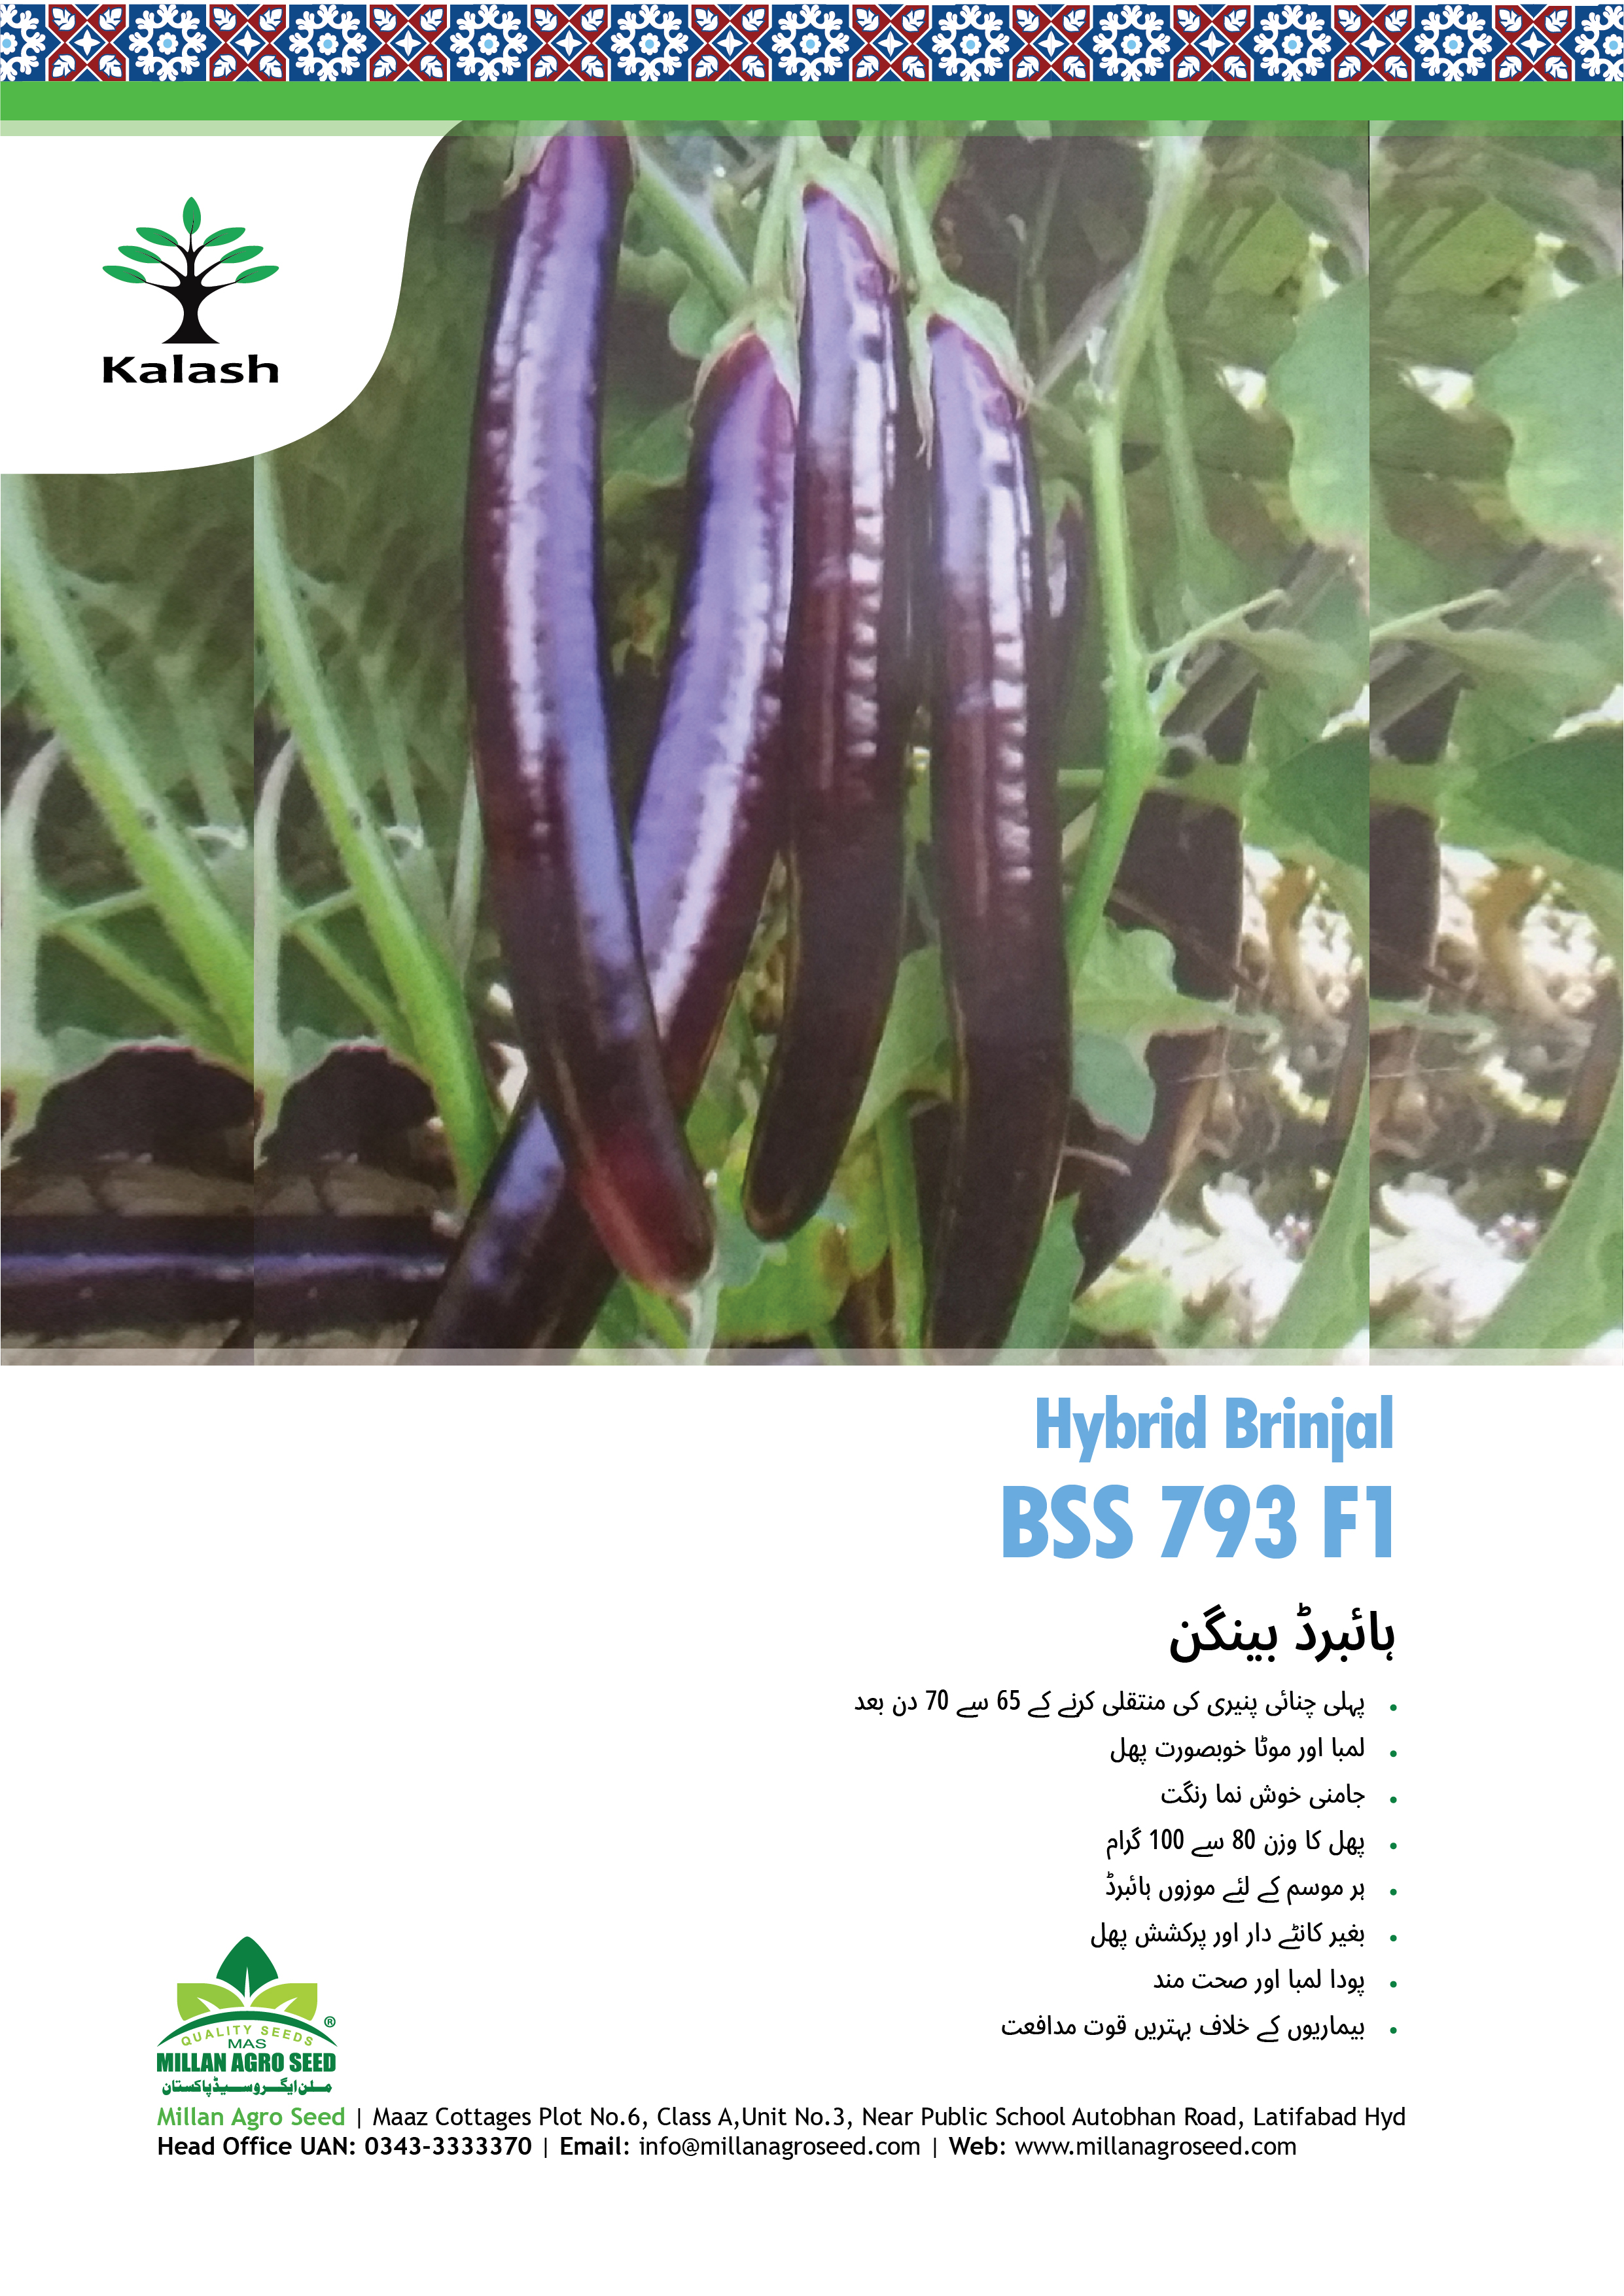 Kalash
Hybrid Brinjal
BSS 793 F1
ہائبرڈ بینگن
• پہلی چنائی پنیری کی منتقلی کرنے کے 65 سے 70 دن بعد
• لمبا اور موٹا خوبصورت پھل
• جامنی خوش نما رنگت
• پھل کا وزن 80 سے 100 گرام
• ہر موسم کے لئے موزوں ہائبرڈ
• بغیر کانٹے دار اور پرکشش پھل
• پودا لمبا اور صحت مند
• بیماریوں کے خلاف بہترین قوت مدافعت
®
QUALITY SEEDS
MAS
MILLAN AGRO SEED
ملن ایگرو سیڈ پاکستان
Millan Agro Seed | Maaz Cottages Plot No.6, Class A,Unit No.3, Near Public School Autobhan Road, Latifabad Hyd
Head Office UAN: 0343-3333370 | Email: info@millanagroseed.com | Web: www.millanagroseed.com